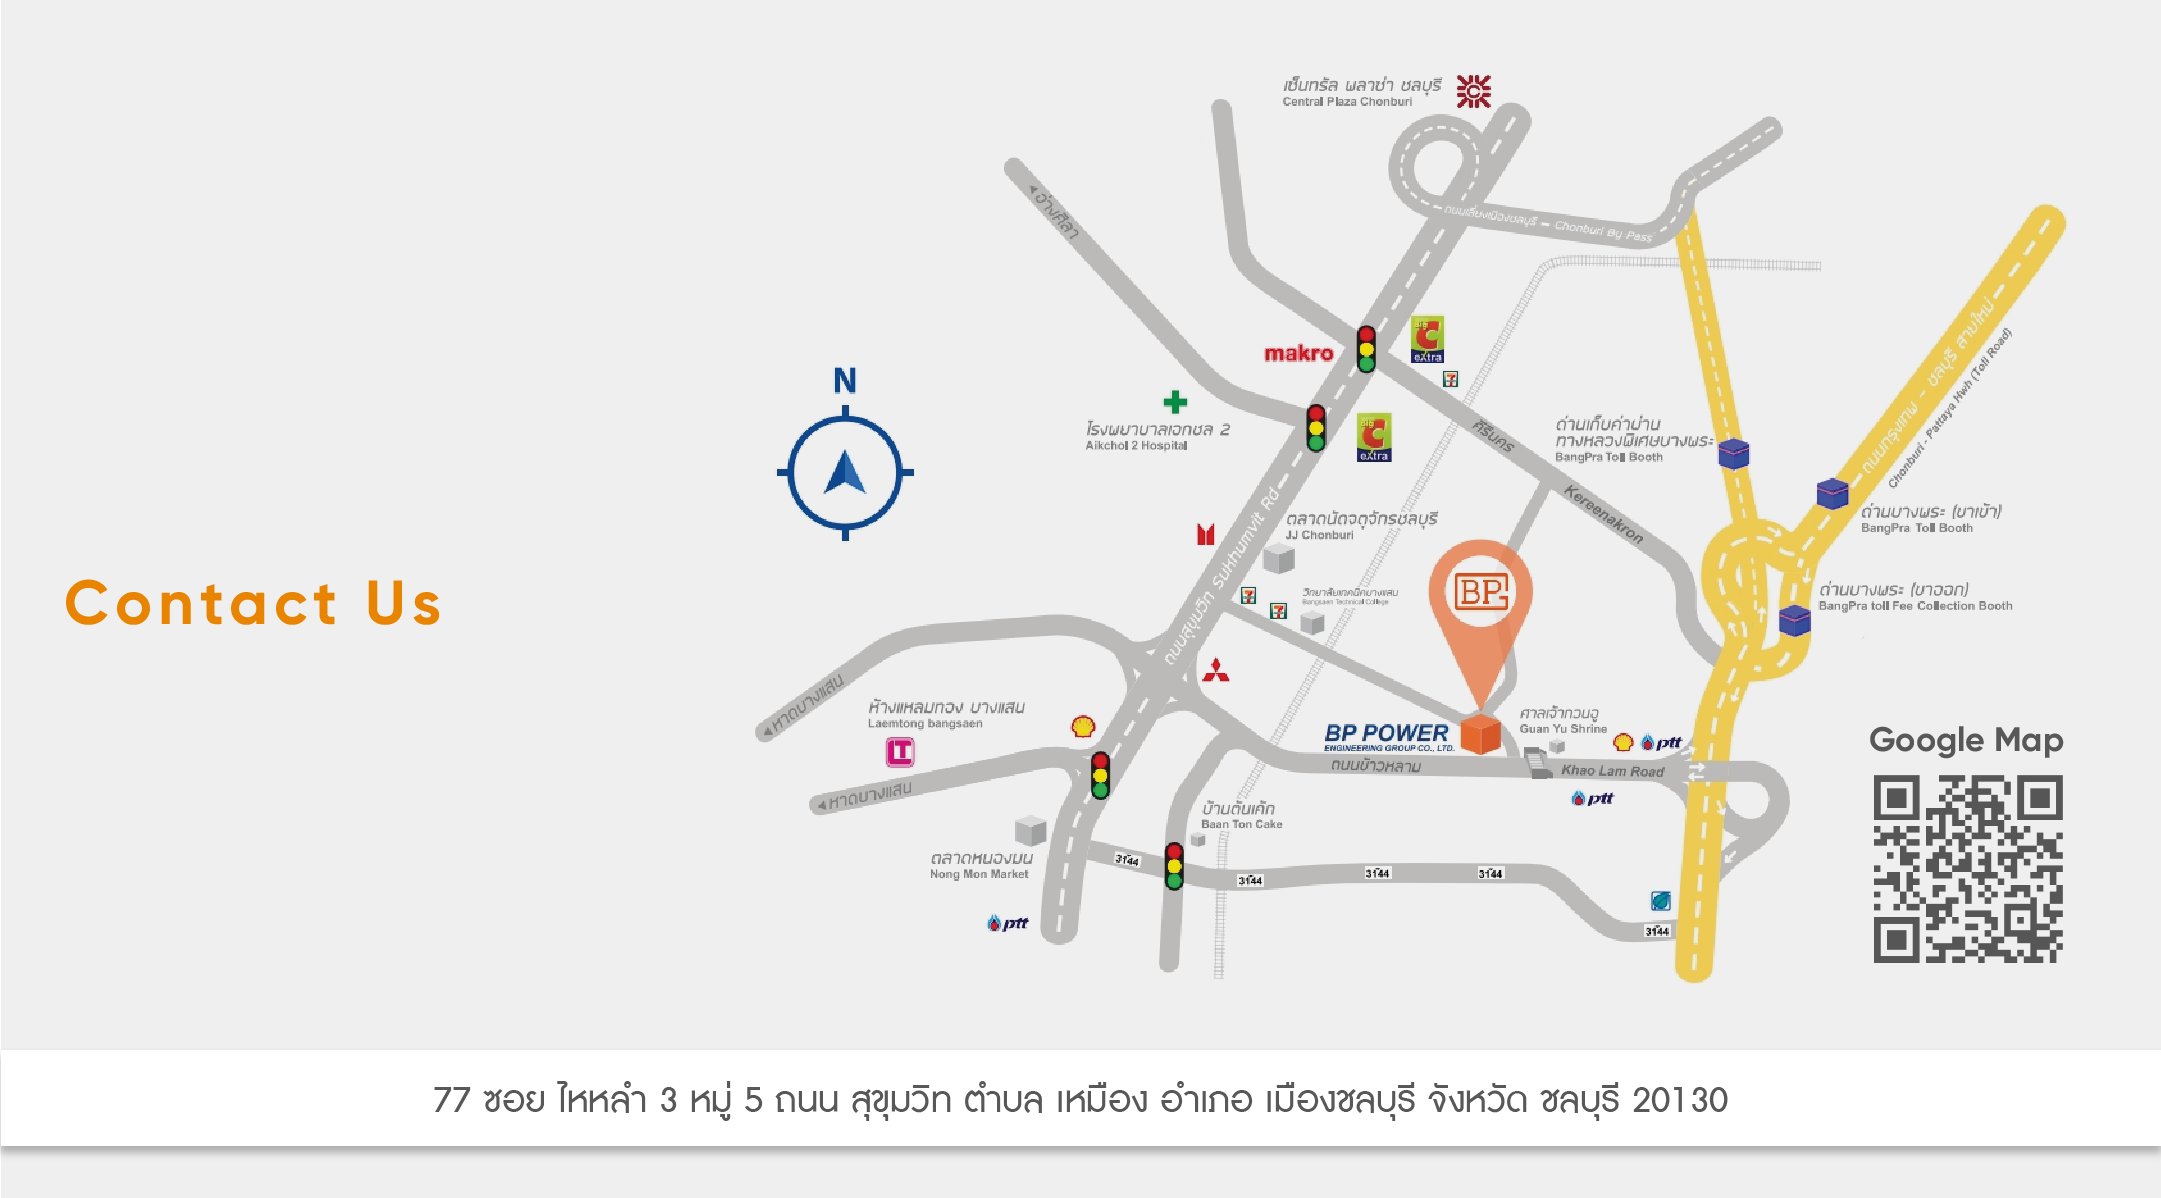 เซ็นทรัล พลาซ่า ชลบุรี
Central Plaza Chonburi
อ่างศิลา
ถนนเลี่ยงเมืองชลบุรี - Chonburi By Pass
makro
Big
C
eXtra
7
ถนนกรุงเทพ - ชลบุรี สายใหม่
Chonburi - Pattaya Hwh (Toll Road)
N
โรงพยาบาลเอกชล 2
Aikchol 2 Hospital
Big
C
eXtra
คีรีนคร
Kereenakron
ด่านเก็บค่าผ่าน
ทางหลวงพิเศษบางพระ
BangPra Toll Booth
ด่านบางพระ (ขาเข้า)
BangPra Toll Booth
ตลาดนัดจตุจักรชลบุรี
JJ Chonburi
ถนนสุขุมวิท Sukhumvit Rd
7
7
วิทยาลัยเทคนิคบางแสน
Bangsaen Technical College
BPG
ด่านบางพระ (ขาออก)
BangPra toll Fee Collection Booth
Contact Us
หาดบางแสน
ห้างแหลมทอง บางแสน
Laemtong bangsaen
LT
หาดบางแสน
BP POWER
ENGINEERING GROUP CO., LTD.
ศาลเจ้ากวนอู
Guan Yu Shrine
ptt
ถนนข้าวหลาม
Khao Lam Road
ptt
Google Map
บ้านต้นเค้ก
Baan Ton Cake
ตลาดหนองมน
Nong Mon Market
3144
3144
3144
3144
3144
ptt
77 ซอย ไหหลำ 3 หมู่ 5 ถนน สุขุมวิท ตำบล เหมือง อำเภอ เมืองชลบุรี จังหวัด ชลบุรี 20130